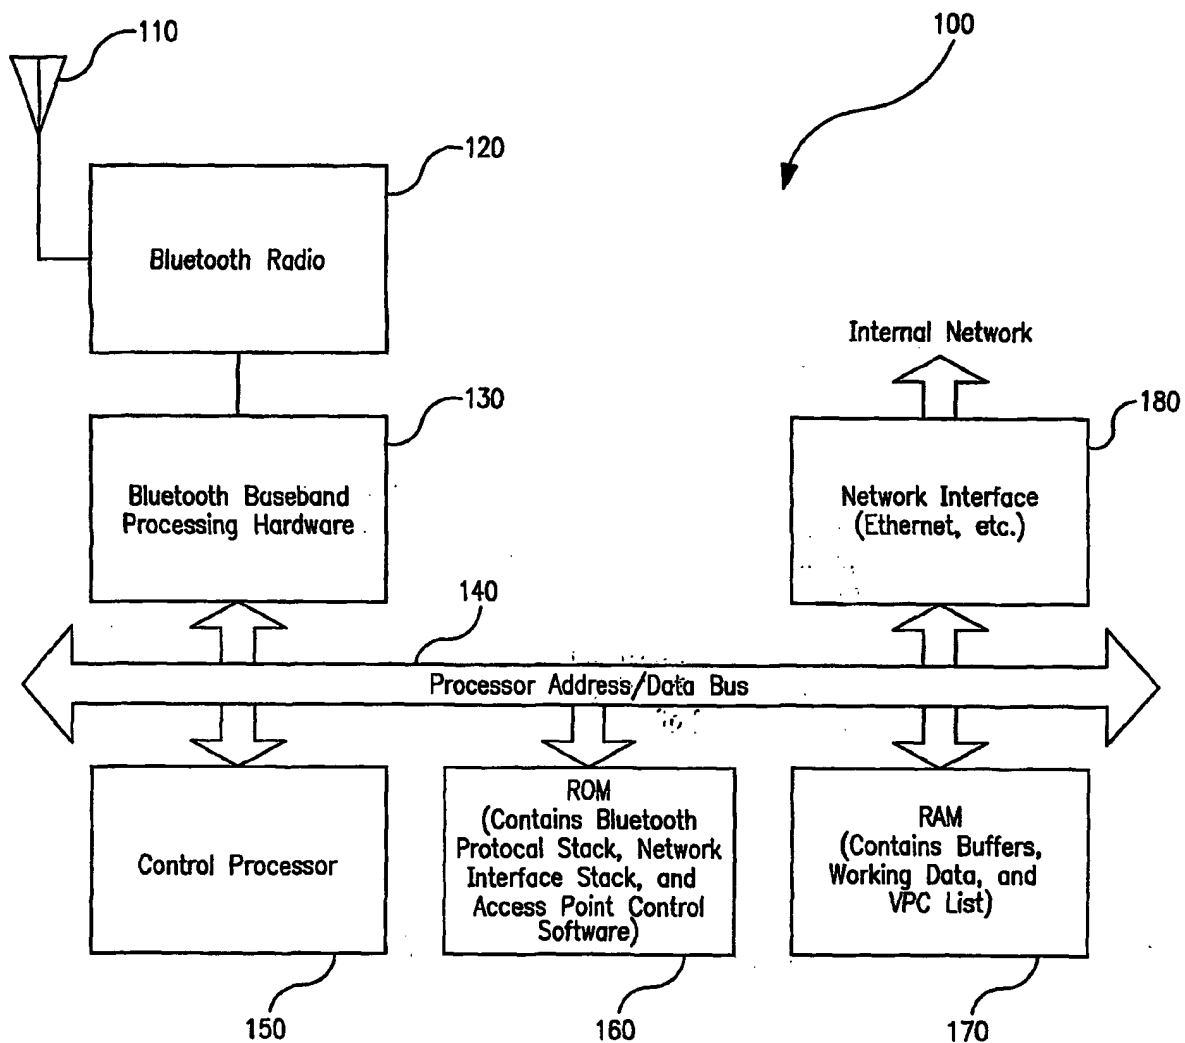 110
100
120
Bluetooth Radio
Internal Network
130
180
Bluetooth Baseband
Processing Hardware
Network Interface
(Ethernet, etc.)
140
Processor Address/Data Bus
Control Processor
ROM
(Contains Bluetooth
Protocal Stack, Network
Interface Stack, and
Access Point Control
Software)
RAM
(Contains Buffers,
Working Data, and
VPC List)
150
160
170